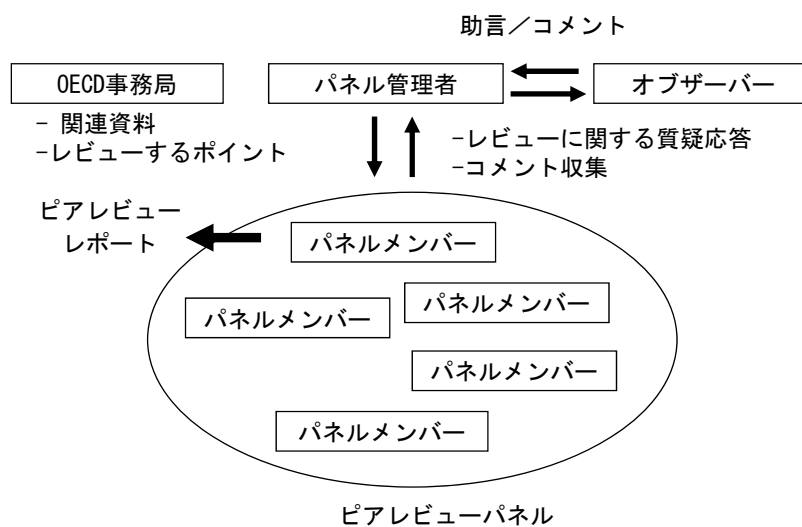 助言／コメント
OECD事務局
パネル管理者
オブザーバー
- 関連資料
-レビューするポイント
-レビューに関する質疑応答
-コメント収集
ピアレビュー
レポート
パネルメンバー
パネルメンバー
パネルメンバー
パネルメンバー
パネルメンバー
ピアレビューパネル